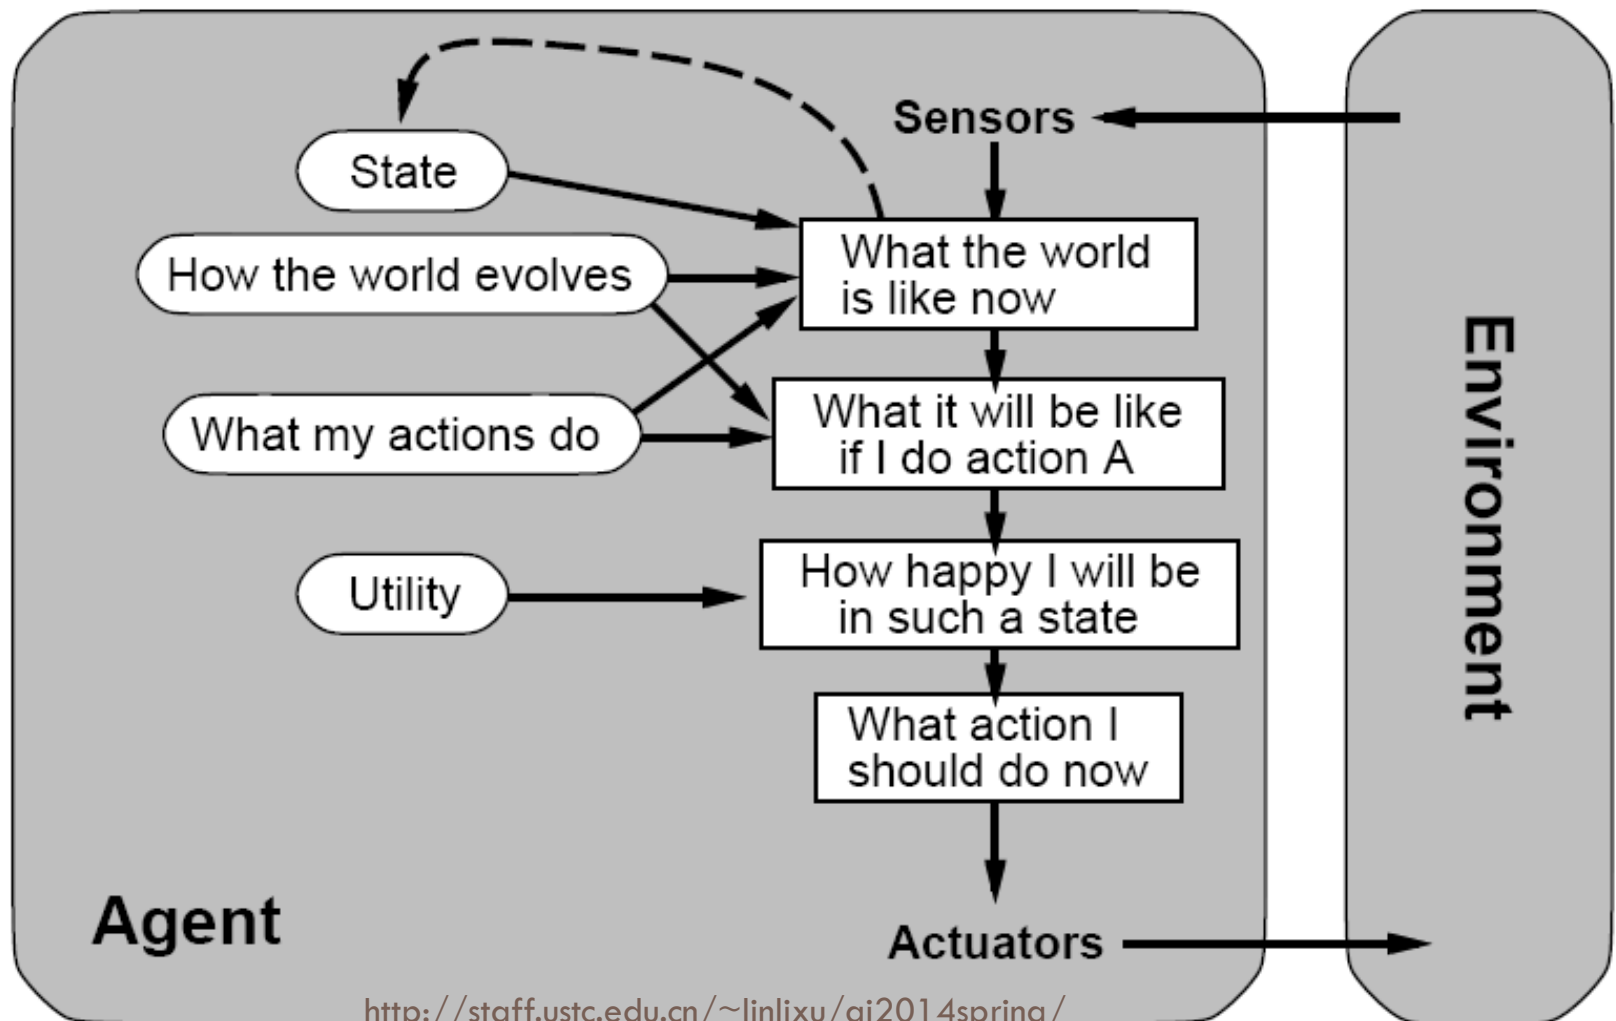 Sensors
State
What the world
is like now
How the world evolves
What my actions do
What it will be like
if I do action A
Utility
How happy I will be
in such a state
What action I
should do now
Agent
Actuators
Environment
http://staff.ustc.edu.cn/~linlixu/ai2014spring/